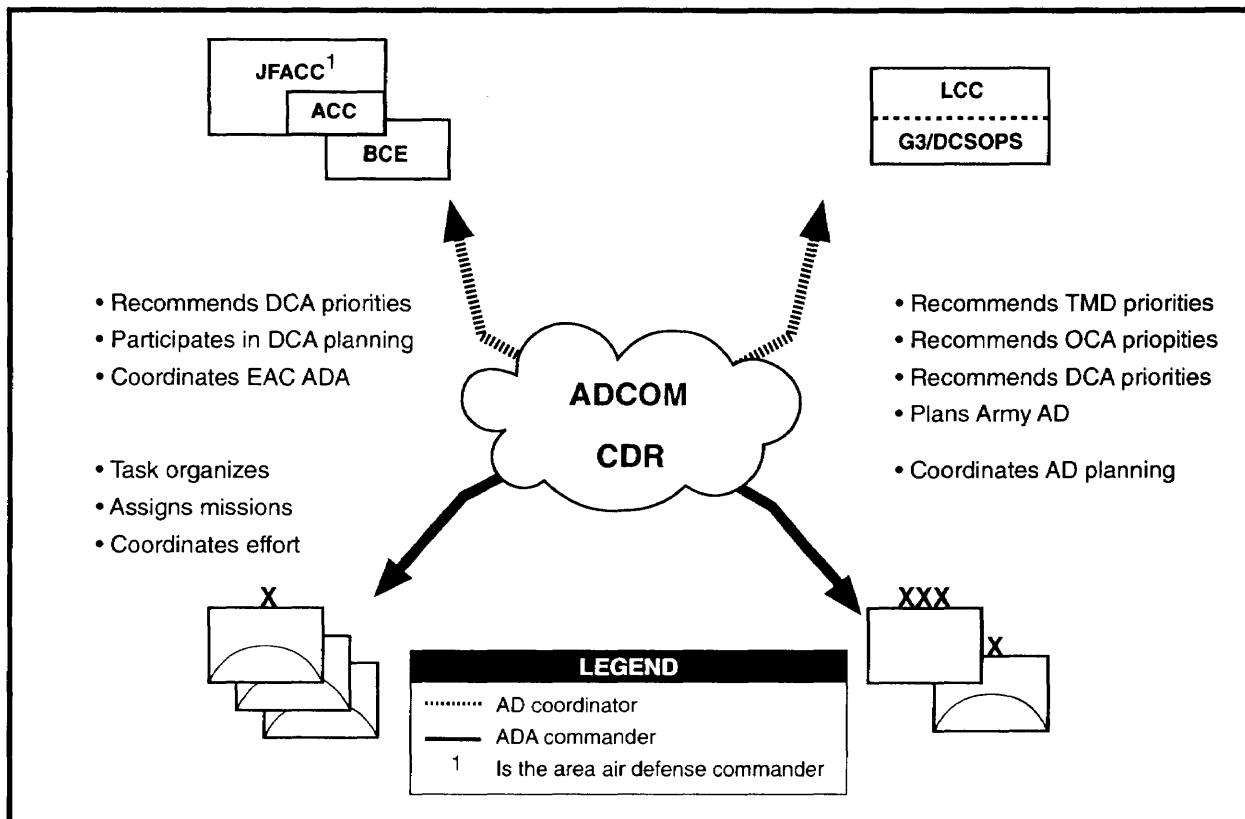 JFACC1
ACC
BCE
LCC
G3/DCSOPS
• Recommends DCA priorities
• Participates in DCA planning
• Coordinates EAC ADA
• Recommends TMD priorities
• Recommends OCA priopities
• Recommends DCA priorities
• Plans Army AD
• Coordinates AD planning
ADCOM
CDR
• Task organizes
• Assigns missions
• Coordinates effort
X
XXX
X
LEGEND
AD coordinator
ADA commander
1 Is the area air defense commander